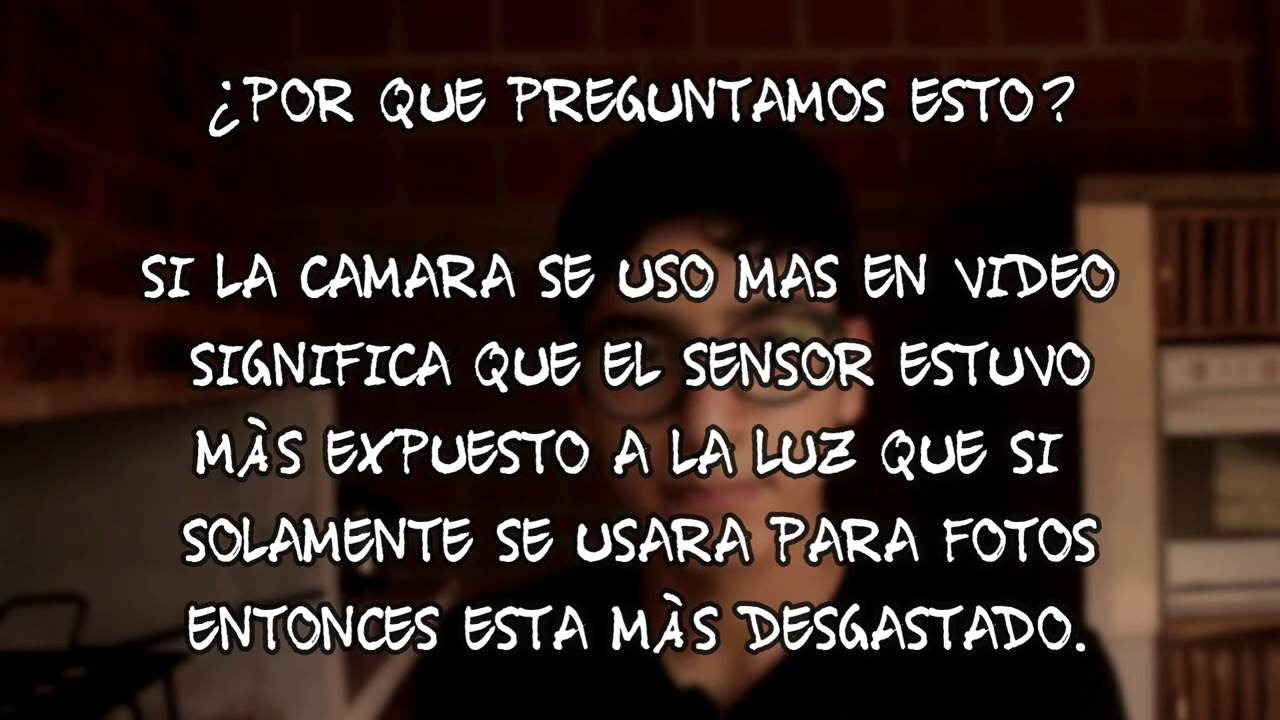 ¿POR QUE PREGUNTAMOS ESTO?
SI LA CAMARA SE USO MAS EN VIDEO
SIGNIFICA QUE EL SENSOR ESTUVO
MÀS EXPUESTO A LA LUZ QUE SI
SOLAMENTE SE USARA PARA FOTOS
ENTONCES ESTA MÀS DESGASTADO.